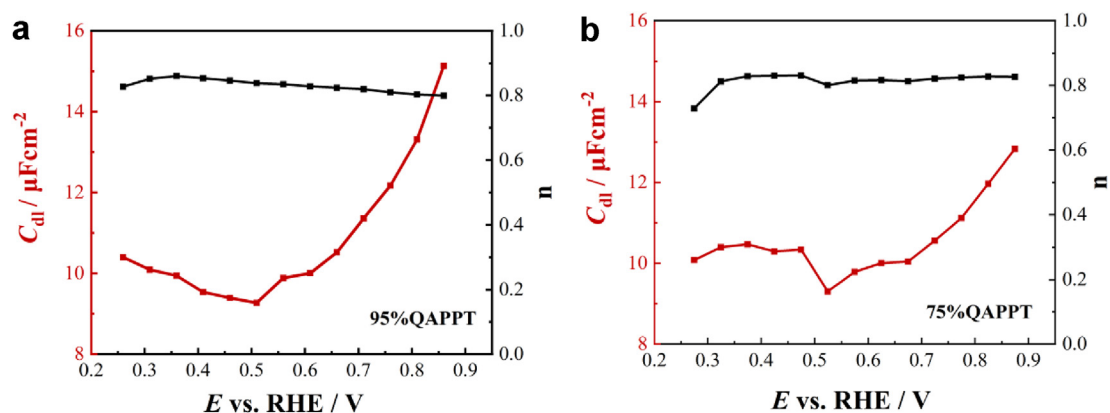 a
16
14
12
10
8
C_dl / μFcm⁻²
1.0
0.8
0.6
0.4
0.2
0.0
n
95%QAPPT
0.2 0.3 0.4 0.5 0.6 0.7 0.8 0.9
E vs. RHE / V
b
16
14
12
10
8
C_dl / μFcm⁻²
1.0
0.8
0.6
0.4
0.2
0.0
n
75%QAPPT
0.2 0.3 0.4 0.5 0.6 0.7 0.8 0.9 1.0
E vs. RHE / V